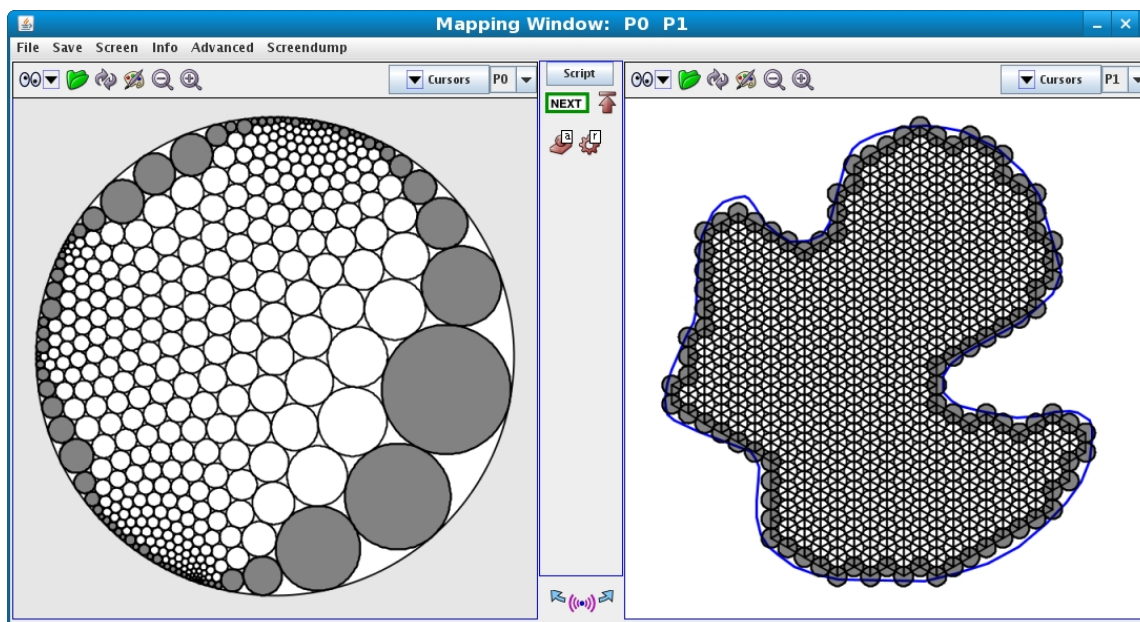 Mapping Window: P0 P1
File Save Screen Info Advanced Screendump
Cursors P0 Script Cursors P1
NEXT
a r